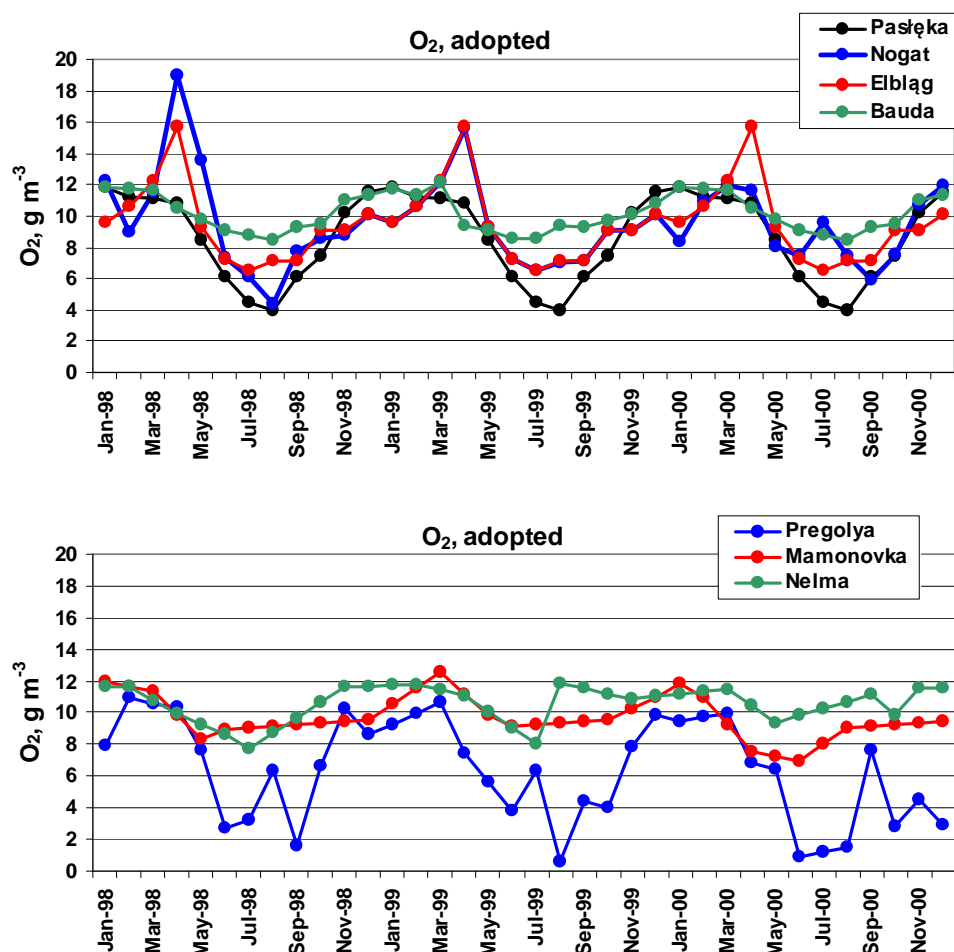 O₂, adopted
Pasłęka
Nogat
Elbląg
Bauda
O₂, g m⁻³
20
18
16
14
12
10
8
6
4
2
0
Jan-98
Mar-98
May-98
Jul-98
Sep-98
Nov-98
Jan-99
Mar-99
May-99
Jul-99
Sep-99
Nov-99
Jan-00
Mar-00
May-00
Jul-00
Sep-00
Nov-00
O₂, adopted
Pregolya
Mamonovka
Nelma
O₂, g m⁻³
20
18
16
14
12
10
8
6
4
2
0
Jan-98
Mar-98
May-98
Jul-98
Sep-98
Nov-98
Jan-99
Mar-99
May-99
Jul-99
Sep-99
Nov-99
Jan-00
Mar-00
May-00
Jul-00
Sep-00
Nov-00